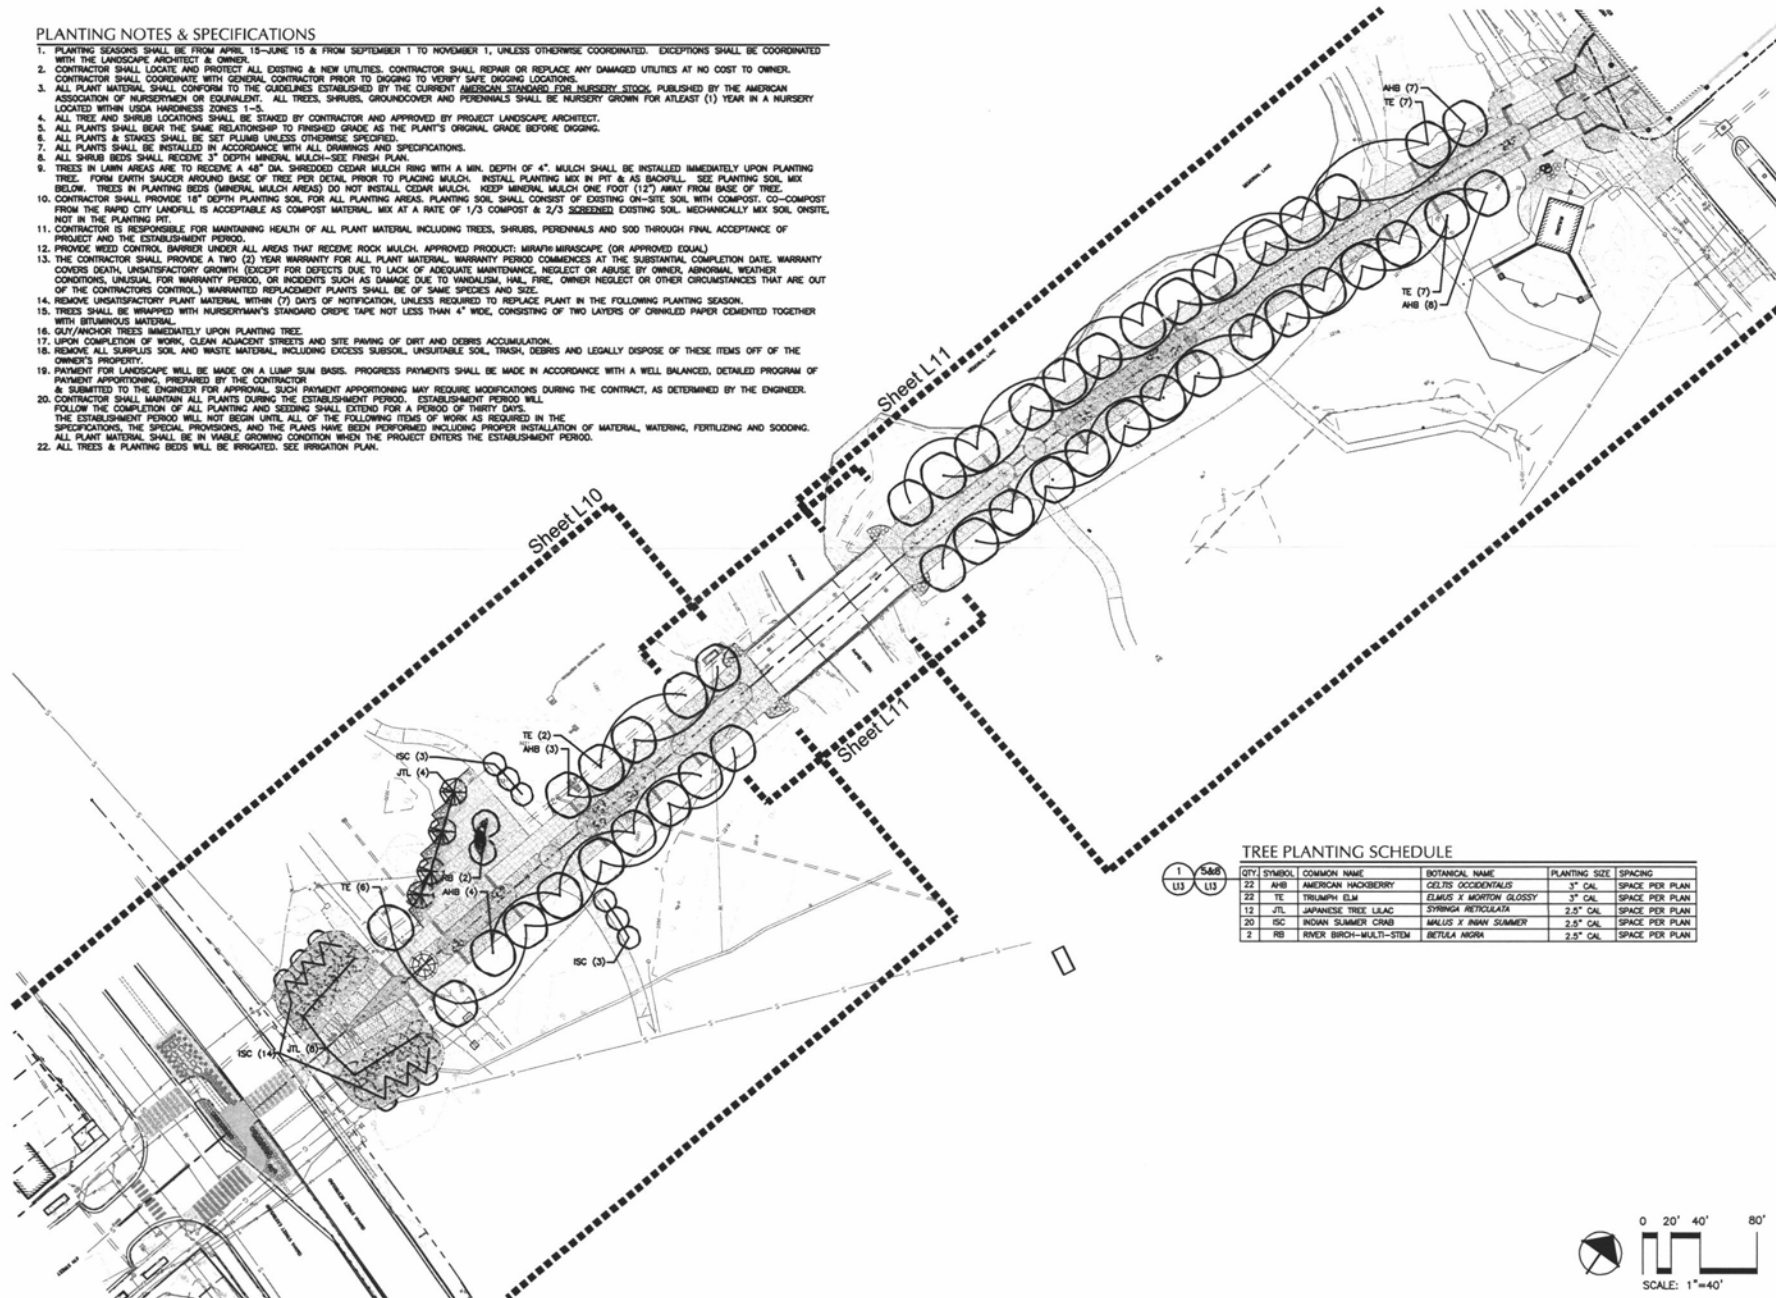 PLANTING NOTES & SPECIFICATIONS
1. PLANTING SEASONS SHALL BE FROM APRIL 15-JUNE 15 & FROM SEPTEMBER 1 TO NOVEMBER 1, UNLESS OTHERWISE COORDINATED. EXCEPTIONS SHALL BE COORDINATED
WITH THE LANDSCAPE ARCHITECT & OWNER.
2. CONTRACTOR SHALL LOCATE AND PROTECT ALL EXISTING & NEW UTILITIES. CONTRACTOR SHALL REPAIR OR REPLACE ANY DAMAGED UTILITIES AT NO COST TO OWNER.
CONTRACTOR SHALL COORDINATE WITH GENERAL CONTRACTOR PRIOR TO DIGGING TO VERIFY SAFE DIGGING LOCATIONS.
3. ALL PLANT MATERIAL SHALL CONFORM TO THE GUIDELINES ESTABLISHED BY THE CURRENT AMERICAN STANDARD FOR NURSERY STOCK, PUBLISHED BY THE AMERICAN
ASSOCIATION OF NURSERYMEN OR EQUIVALENT. ALL TREES, SHRUBS, GROUNDCOVER AND PERENNIALS SHALL BE NURSERY GROWN FOR ATLEAST (1) YEAR IN A NURSERY
LOCATED WITHIN USDA HARDINESS ZONES 1-5.
4. ALL TREE AND SHRUB LOCATIONS SHALL BE STAKED BY CONTRACTOR AND APPROVED BY PROJECT LANDSCAPE ARCHITECT.
5. ALL PLANTS SHALL BEAR THE SAME RELATIONSHIP TO FINISHED GRADE AS THE PLANT'S ORIGINAL GRADE BEFORE DIGGING.
6. ALL PLANTS & STAKES SHALL BE SET PLUMB UNLESS OTHERWISE SPECIFIED.
7. ALL PLANTS SHALL BE INSTALLED IN ACCORDANCE WITH ALL DRAWINGS AND SPECIFICATIONS.
8. ALL SHRUB BEDS SHALL RECEIVE 3" DEPTH MINERAL MULCH-SEE FINISH PLAN.
9. TREES IN LAWN AREAS ARE TO RECEIVE A 48" DIA. SHREDDED CEDAR MULCH RING WITH A MIN. DEPTH OF 4". MULCH SHALL BE INSTALLED IMMEDIATELY UPON PLANTING
TREE. FORM EARTH SAUCER AROUND BASE OF TREE PER DETAIL PRIOR TO PLACING MULCH. INSTALL PLANTING MIX IN PIT & AS BACKFILL. SEE PLANTING SOIL MIX
BELOW. TREES IN PLANTING BEDS (MINERAL MULCH AREAS) DO NOT INSTALL CEDAR MULCH. KEEP MINERAL MULCH ONE FOOT (12") AWAY FROM BASE OF TREE.
10. CONTRACTOR SHALL PROVIDE 18" DEPTH PLANTING SOIL FOR ALL PLANTING AREAS. PLANTING SOIL SHALL CONSIST OF EXISTING ON-SITE SOIL WITH COMPOST. CO-COMPOST
FROM THE RAPID CITY LANDFILL IS ACCEPTABLE AS COMPOST MATERIAL. MIX AT A RATE OF 1/3 COMPOST & 2/3 SCREENED EXISTING SOIL. MECHANICALLY MIX SOIL ONSITE,
NOT IN THE PLANTING PIT.
11. CONTRACTOR IS RESPONSIBLE FOR MAINTAINING HEALTH OF ALL PLANT MATERIAL INCLUDING TREES, SHRUBS, PERENNIALS AND SOD THROUGH FINAL ACCEPTANCE OF
PROJECT AND THE ESTABLISHMENT PERIOD.
12. PROVIDE WEED CONTROL BARRIER UNDER ALL AREAS THAT RECEIVE ROCK MULCH. APPROVED PRODUCT: MIRAFI® MIRASCAPE (OR APPROVED EQUAL)
13. THE CONTRACTOR SHALL PROVIDE A TWO (2) YEAR WARRANTY FOR ALL PLANT MATERIAL. WARRANTY PERIOD COMMENCES AT THE SUBSTANTIAL COMPLETION DATE. WARRANTY
COVERS DEATH, UNSATISFACTORY GROWTH (EXCEPT FOR DEFECTS DUE TO LACK OF ADEQUATE MAINTENANCE, NEGLECT OR ABUSE BY OWNER, ABNORMAL WEATHER
CONDITIONS, UNUSUAL FOR WARRANTY PERIOD, OR INCIDENTS SUCH AS DAMAGE DUE TO VANDALISM, HAIL, FIRE, OWNER NEGLECT OR OTHER CIRCUMSTANCES THAT ARE OUT
OF THE CONTRACTORS CONTROL.) WARRANTED REPLACEMENT PLANTS SHALL BE OF SAME SPECIES AND SIZE.
14. REMOVE UNSATISFACTORY PLANT MATERIAL WITHIN (7) DAYS OF NOTIFICATION, UNLESS REQUIRED TO REPLACE PLANT IN THE FOLLOWING PLANTING SEASON.
15. TREES SHALL BE WRAPPED WITH NURSERYMAN'S STANDARD CREPE TAPE NOT LESS THAN 4" WIDE, CONSISTING OF TWO LAYERS OF CRINKLED PAPER CEMENTED TOGETHER
WITH BITUMINOUS MATERIAL.
16. GUY/ANCHOR TREES IMMEDIATELY UPON PLANTING TREE.
17. UPON COMPLETION OF WORK, CLEAN ADJACENT STREETS AND SITE PAVING OF DIRT AND DEBRIS ACCUMULATION.
18. REMOVE ALL SURPLUS SOIL AND WASTE MATERIAL, INCLUDING EXCESS SUBSOIL, UNSUITABLE SOIL, TRASH, DEBRIS AND LEGALLY DISPOSE OF THESE ITEMS OFF OF THE
OWNER'S PROPERTY.
19. PAYMENT FOR LANDSCAPE WILL BE MADE ON A LUMP SUM BASIS. PROGRESS PAYMENTS SHALL BE MADE IN ACCORDANCE WITH A WELL BALANCED, DETAILED PROGRAM OF
PAYMENT APPORTIONING, PREPARED BY THE CONTRACTOR
& SUBMITTED TO THE ENGINEER FOR APPROVAL. SUCH PAYMENT APPORTIONING MAY REQUIRE MODIFICATIONS DURING THE CONTRACT, AS DETERMINED BY THE ENGINEER.
20. CONTRACTOR SHALL MAINTAIN ALL PLANTS DURING THE ESTABLISHMENT PERIOD. ESTABLISHMENT PERIOD WILL
FOLLOW THE COMPLETION OF ALL PLANTING AND SEEDING SHALL EXTEND FOR A PERIOD OF THIRTY DAYS.
THE ESTABLISHMENT PERIOD WILL NOT BEGIN UNTIL ALL OF THE FOLLOWING ITEMS OF WORK AS REQUIRED IN THE
SPECIFICATIONS, THE SPECIAL PROVISIONS, AND THE PLANS HAVE BEEN PERFORMED INCLUDING PROPER INSTALLATION OF MATERIAL, WATERING, FERTILIZING AND SODDING.
ALL PLANT MATERIAL SHALL BE IN VIABLE GROWING CONDITION WHEN THE PROJECT ENTERS THE ESTABLISHMENT PERIOD.
22. ALL TREES & PLANTING BEDS WILL BE IRRIGATED. SEE IRRIGATION PLAN.
AHB (7)
TE (7)
MEMORIAL LAKE
TE (7)
AHB (8)
Sheet L11
MEMORIAL LAKE
Sheet L10
RAPID CREEK
RAPID CREEK
Sheet L11
TE (2)
AHB (3)
ISC (3)
JTL (4)
RB (2)
TE (6)
AHB (4)
ISC (3)
ISC (14)
JTL (8)
TREE PLANTING SCHEDULE
1 L13 5&8 L13
QTY. SYMBOL COMMON NAME BOTANICAL NAME PLANTING SIZE SPACING
22 AHB AMERICAN HACKBERRY CELTIS OCCIDENTALIS 3" CAL SPACE PER PLAN
22 TE TRIUMPH ELM ELMUS X MORTON GLOSSY 3" CAL SPACE PER PLAN
12 JTL JAPANESE TREE LILAC SYRINGA RETICULATA 2.5" CAL SPACE PER PLAN
20 ISC INDIAN SUMMER CRAB MALUS X INIAN SUMMER 2.5" CAL SPACE PER PLAN
2 RB RIVER BIRCH-MULTI-STEM BETULA NIGRA 2.5" CAL SPACE PER PLAN
0 20' 40' 80'
SCALE: 1"=40'